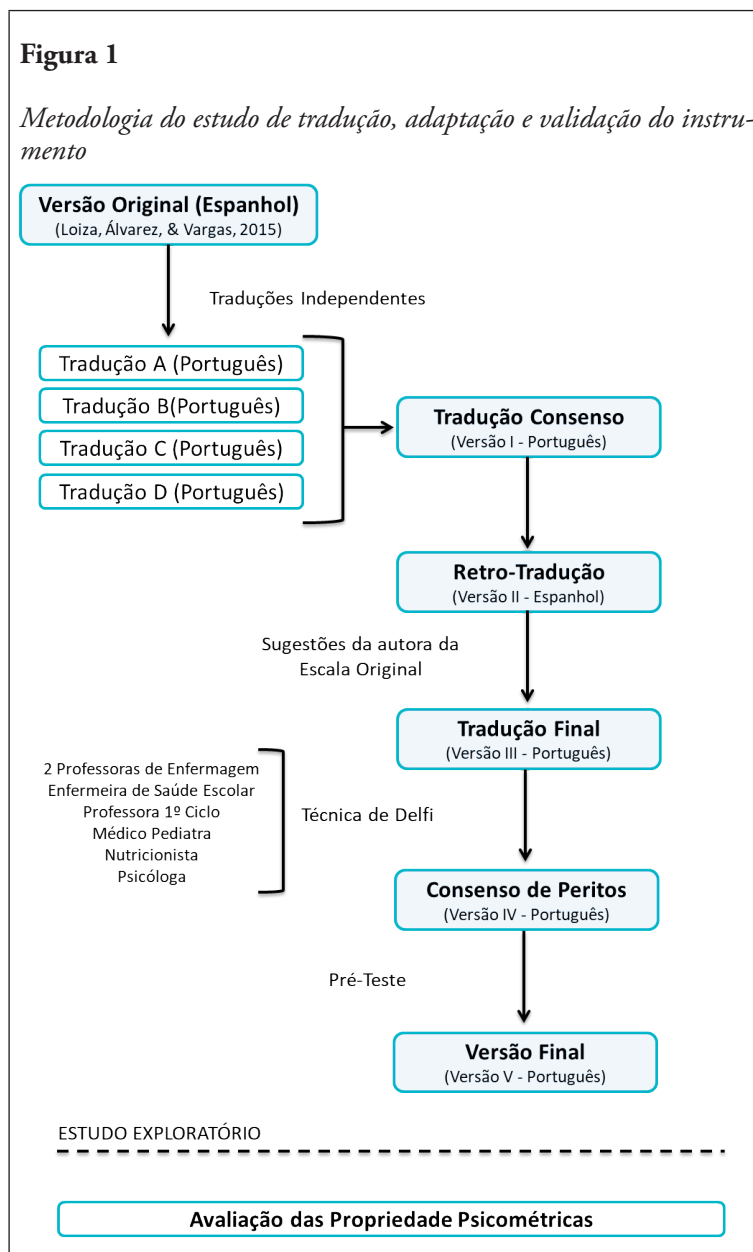 Figura 1
Metodologia do estudo de tradução, adaptação e validação do instru-
mento
Versão Original (Espanhol)
(Loiza, Álvarez, & Vargas, 2015)
Traduções Independentes
Tradução A (Português)
Tradução B(Português)
Tradução C (Português)
Tradução D (Português)
Tradução Consenso
(Versão I - Português)
Retro-Tradução
(Versão II - Espanhol)
Sugestões da autora da
Escala Original
Tradução Final
(Versão III - Português)
2 Professoras de Enfermagem
Enfermeira de Saúde Escolar
Professora 1º Ciclo
Médico Pediatra
Nutricionista
Psicóloga
Técnica de Delfi
Consenso de Peritos
(Versão IV - Português)
Pré-Teste
Versão Final
(Versão V - Português)
ESTUDO EXPLORATÓRIO
Avaliação das Propriedade Psicométricas